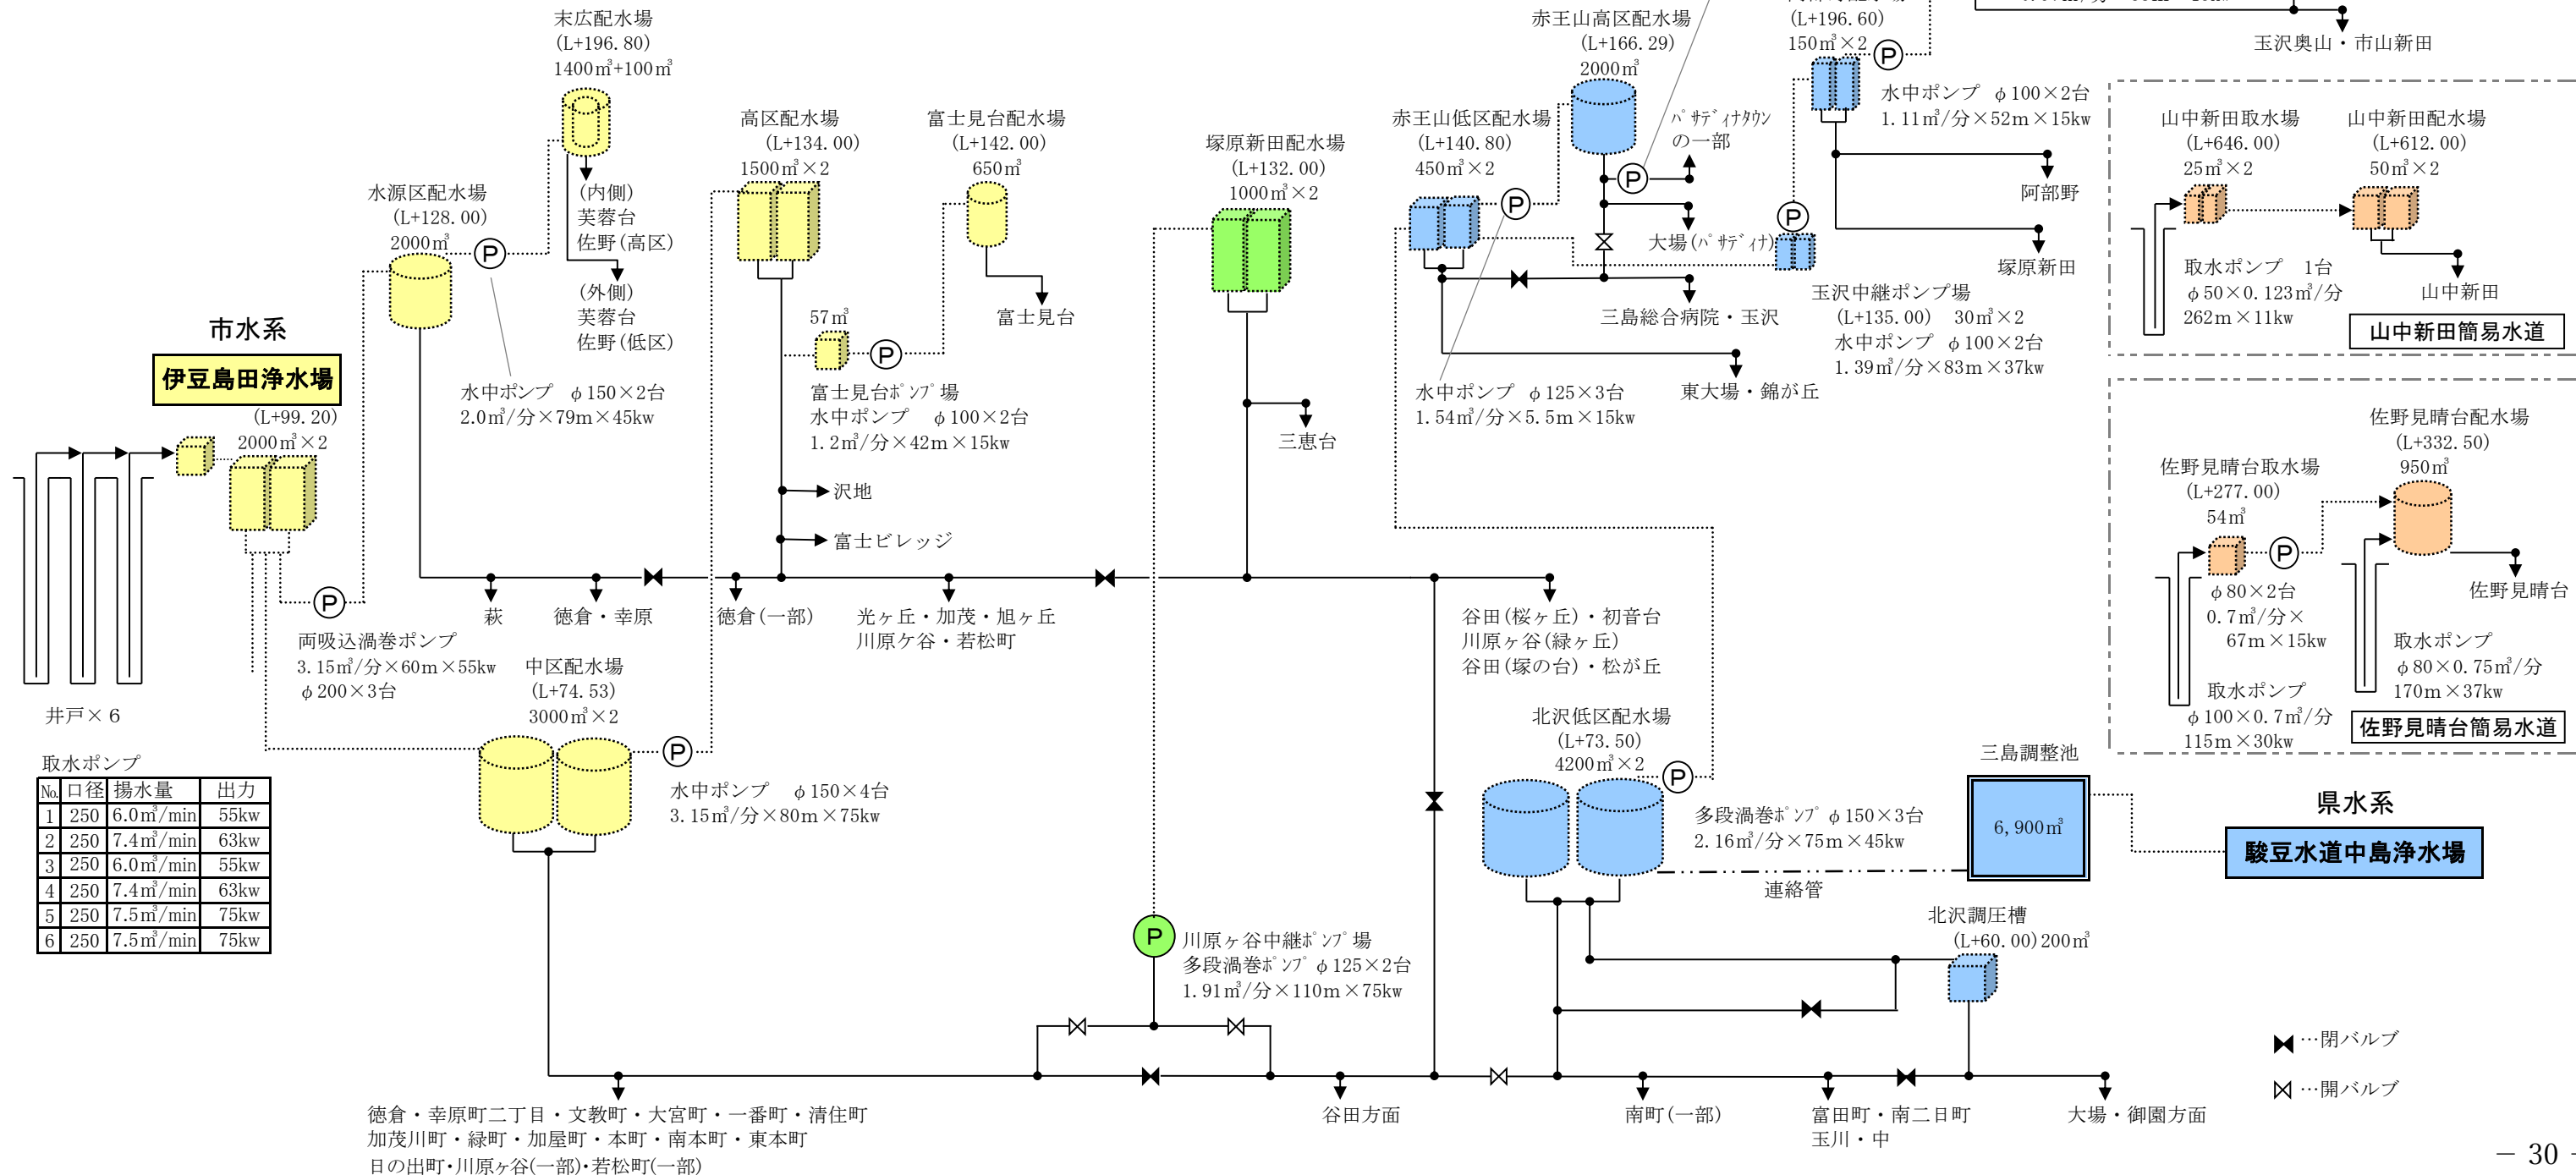 末広配水場
(L+196.80)
1400㎥+100㎥
(内側)
芙蓉台
佐野(高区)
(外側)
芙蓉台
佐野(低区)
水源区配水場
(L+128.00)
2000㎥
P
水中ポンプ φ150×2台
2.0㎥/分×79m×45kw
市水系
伊豆島田浄水場
(L+99.20)
2000㎥×2
井戸×6
P
両吸込渦巻ポンプ
3.15㎥/分×60m×55kw
φ200×3台
取水ポンプ
№ 口径 揚水量 出力
1 250 6.0㎥/min 55kw
2 250 7.4㎥/min 63kw
3 250 6.0㎥/min 55kw
4 250 7.4㎥/min 63kw
5 250 7.5㎥/min 75kw
6 250 7.5㎥/min 75kw
高区配水場
(L+134.00)
1500㎥×2
富士見台配水場
(L+142.00)
650㎥
富士見台
57㎥
P
富士見台ポンプ場
水中ポンプ φ100×2台
1.2㎥/分×42m×15kw
沢地
富士ビレッジ
萩
徳倉・幸原
徳倉(一部)
光ヶ丘・加茂・旭ヶ丘
川原ケ谷・若松町
中区配水場
(L+74.53)
3000㎥×2
P
水中ポンプ φ150×4台
3.15㎥/分×80m×75kw
塚原新田配水場
(L+132.00)
1000㎥×2
三恵台
谷田(桜ヶ丘)・初音台
川原ヶ谷(緑ヶ丘)
谷田(塚の台)・松が丘
P
川原ヶ谷中継ポンプ場
多段渦巻ポンプφ125×2台
1.91㎥/分×110m×75kw
赤王山高区配水場
(L+166.29)
2000㎥
P
パサディナタウン
の一部
大場(パサディナ)
赤王山低区配水場
(L+140.80)
450㎥×2
P
水中ポンプ φ125×3台
1.54㎥/分×5.5m×15kw
三島総合病院・玉沢
東大場・錦が丘
(L+196.60)
150㎥×2
P
水中ポンプ φ100×2台
1.11㎥/分×52m×15kw
阿部野
塚原新田
P
玉沢中継ポンプ場
(L+135.00) 30㎥×2
水中ポンプ φ100×2台
1.39㎥/分×83m×37kw
玉沢奥山・市山新田
山中新田取水場
(L+646.00)
25㎥×2
山中新田配水場
(L+612.00)
50㎥×2
取水ポンプ 1台
φ50×0.123㎥/分
262m×11kw
山中新田
山中新田簡易水道
佐野見晴台配水場
(L+332.50)
950㎥
佐野見晴台取水場
(L+277.00)
54㎥
P
φ80×2台
0.7㎥/分×
67m×15kw
佐野見晴台
取水ポンプ
φ80×0.75㎥/分
170m×37kw
取水ポンプ
φ100×0.7㎥/分
115m×30kw
佐野見晴台簡易水道
北沢低区配水場
(L+73.50)
4200㎥×2
P
多段渦巻ポンプφ150×3台
2.16㎥/分×75m×45kw
連絡管
三島調整池
6,900㎥
県水系
駿豆水道中島浄水場
北沢調圧槽
(L+60.00)200㎥
…閉バルブ
…開バルブ
徳倉・幸原町二丁目・文教町・大宮町・一番町・清住町
加茂川町・緑町・加屋町・本町・南本町・東本町
日の出町・川原ヶ谷(一部)・若松町(一部)
谷田方面
南町(一部)
富田町・南二日町
玉川・中
大場・御園方面
－ 30